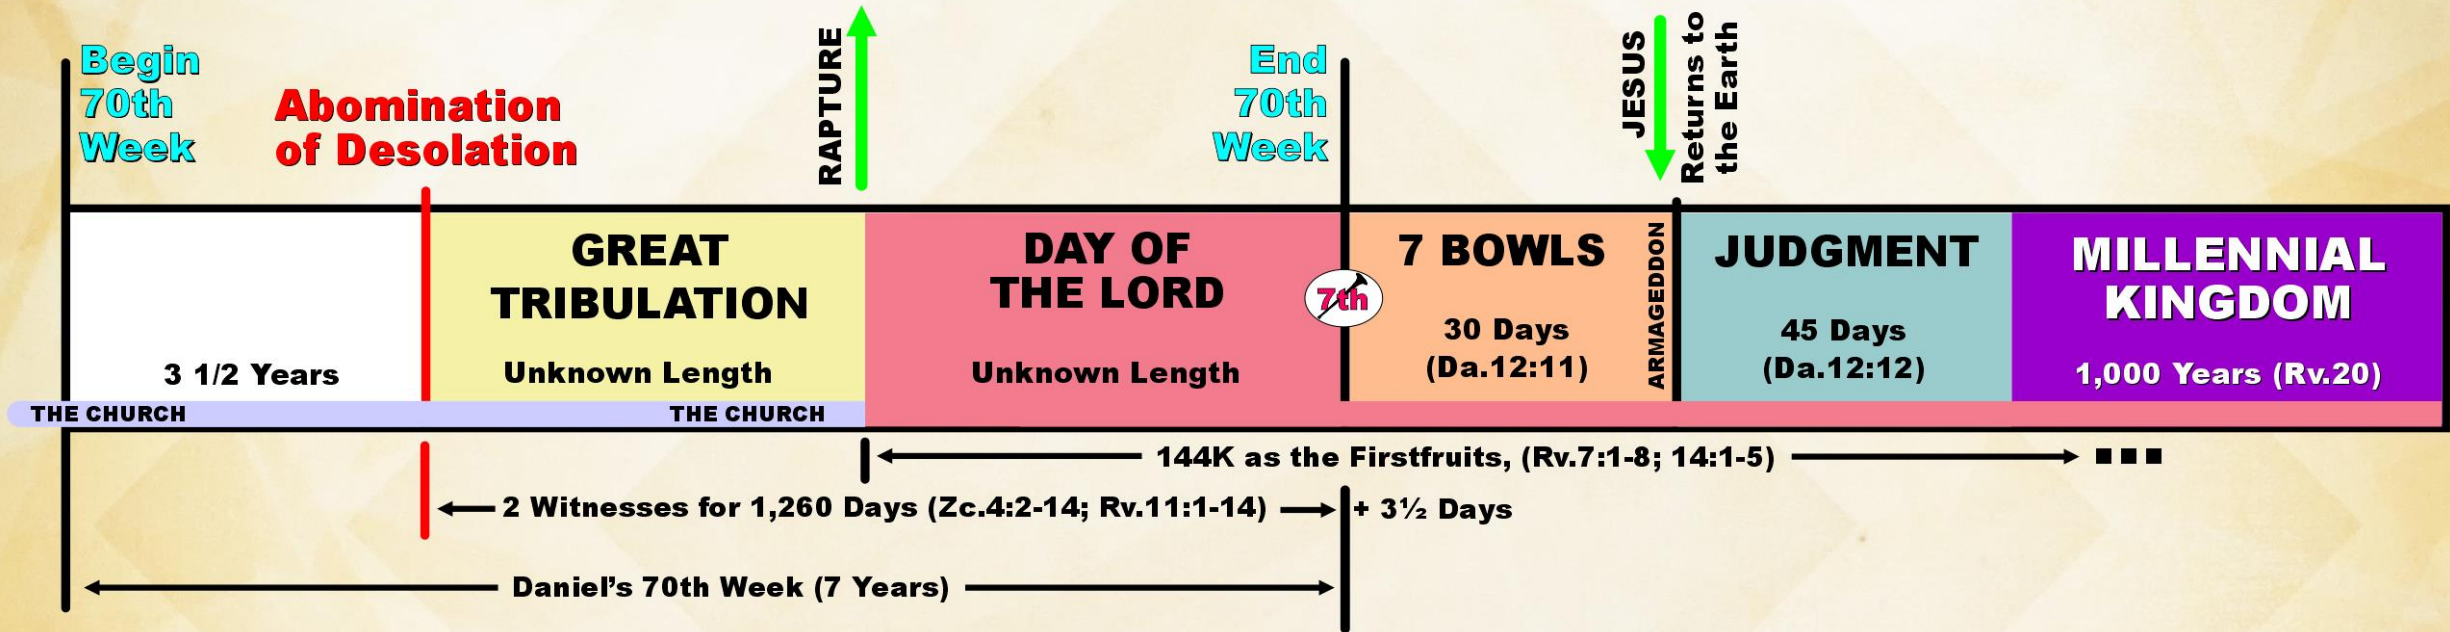 Begin
70th
Week
Abomination
of Desolation
RAPTURE
End
70th
Week
JESUS
Returns to
the Earth
3 1/2 Years
GREAT
TRIBULATION
Unknown Length
DAY OF
THE LORD
Unknown Length
7th
7 BOWLS
30 Days
(Da.12:11)
ARMAGEDDON
JUDGMENT
45 Days
(Da.12:12)
MILLENNIAL
KINGDOM
1,000 Years (Rv.20)
THE CHURCH
THE CHURCH
144K as the Firstfruits, (Rv.7:1-8; 14:1-5)
2 Witnesses for 1,260 Days (Zc.4:2-14; Rv.11:1-14)
+ 3½ Days
Daniel’s 70th Week (7 Years)